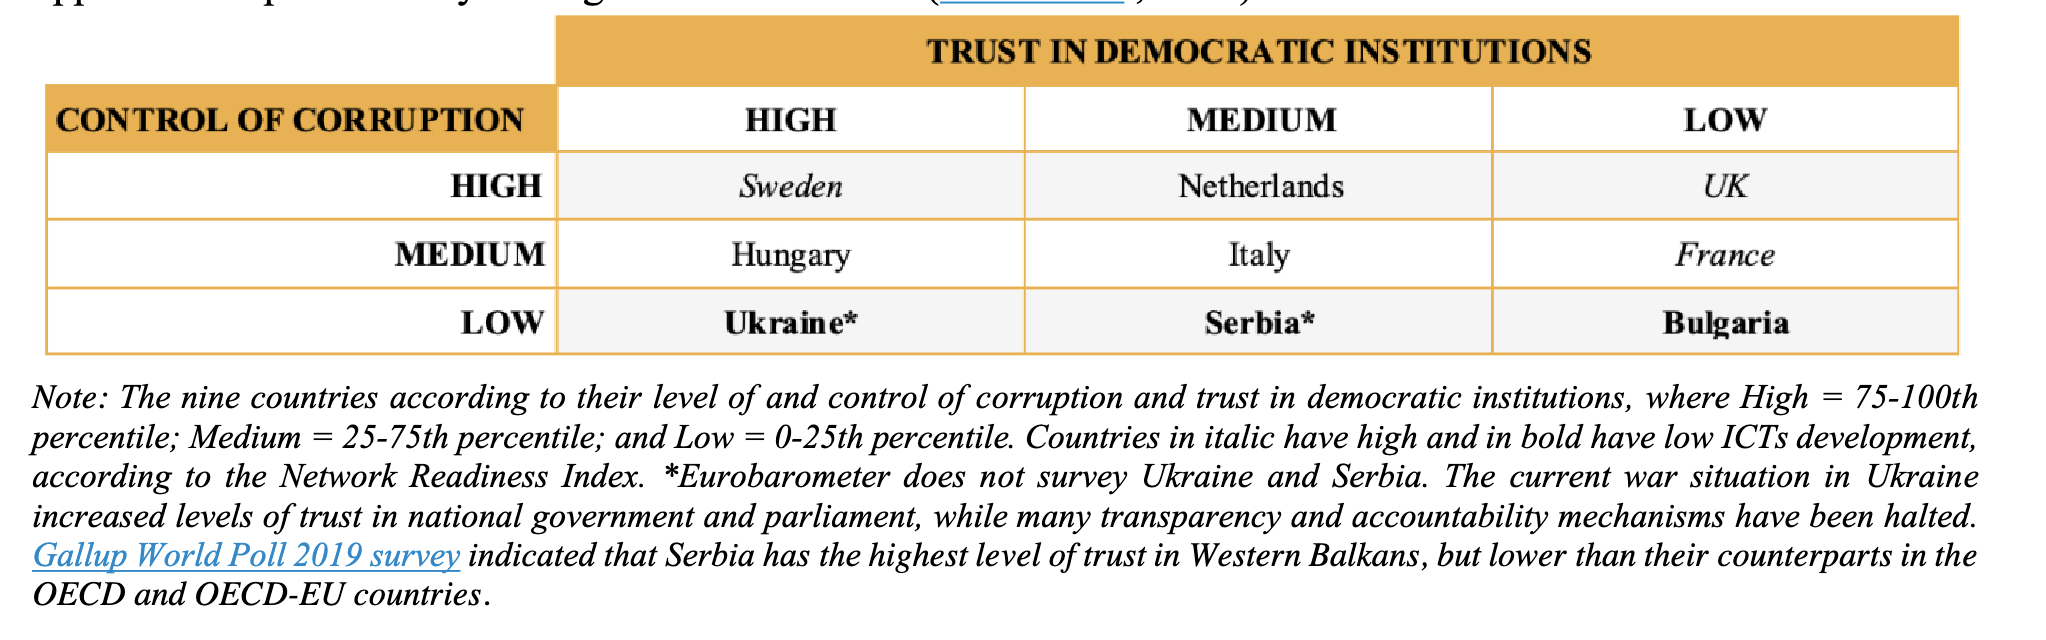 TRUST IN DEMOCRATIC INSTITUTIONS
CONTROL OF CORRUPTION HIGH MEDIUM LOW
HIGH Sweden Netherlands UK
MEDIUM Hungary Italy France
LOW Ukraine* Serbia* Bulgaria
Note: The nine countries according to their level of and control of corruption and trust in democratic institutions, where High = 75-100th
percentile; Medium = 25-75th percentile; and Low = 0-25th percentile. Countries in italic have high and in bold have low ICTs development,
according to the Network Readiness Index. *Eurobarometer does not survey Ukraine and Serbia. The current war situation in Ukraine
increased levels of trust in national government and parliament, while many transparency and accountability mechanisms have been halted.
Gallup World Poll 2019 survey indicated that Serbia has the highest level of trust in Western Balkans, but lower than their counterparts in the
OECD and OECD-EU countries.